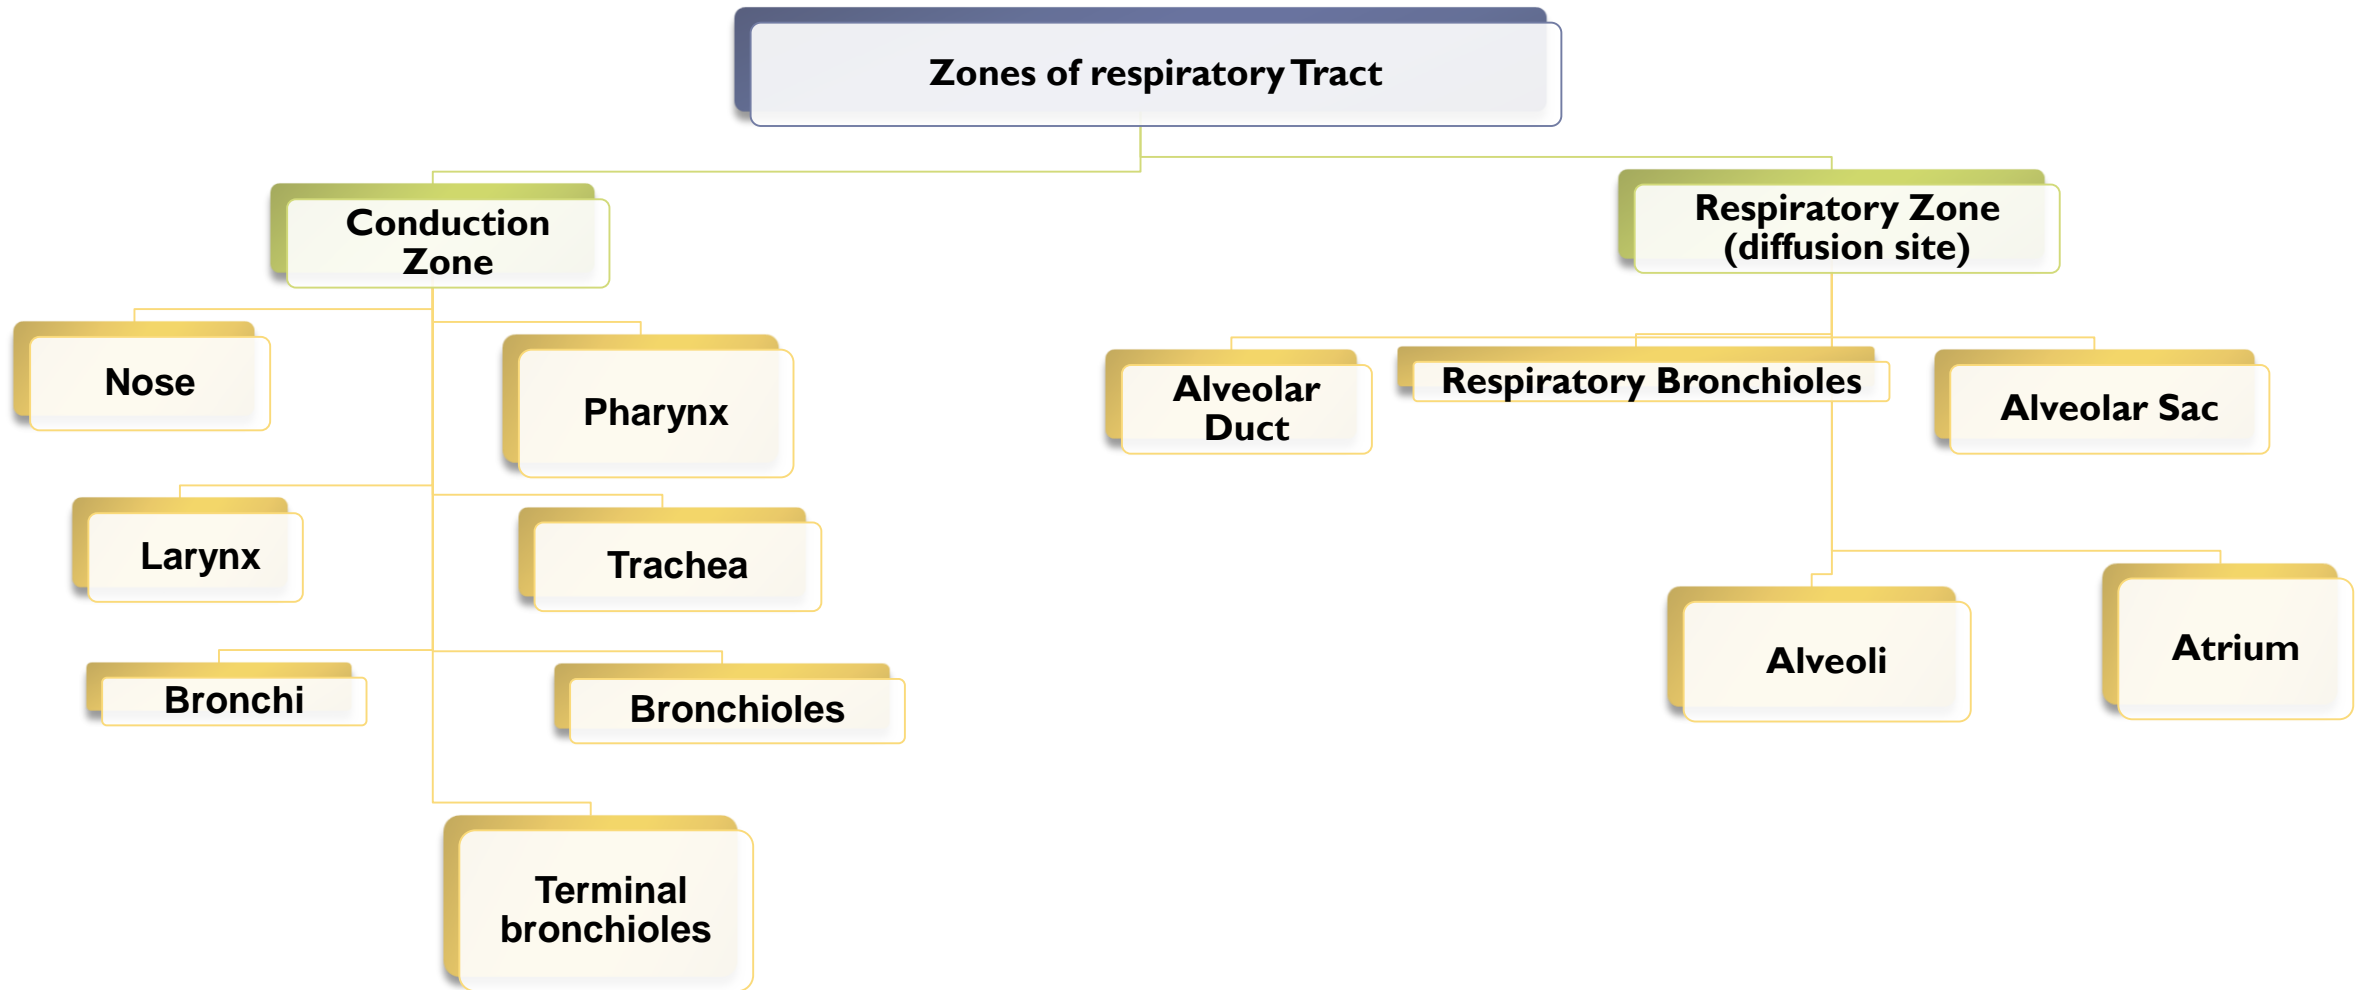 Zones of respiratory Tract
Conduction
Zone
Respiratory Zone
(diffusion site)
Nose
Pharynx
Larynx
Trachea
Bronchi
Bronchioles
Terminal
bronchioles
Alveolar
Duct
Respiratory Bronchioles
Alveolar Sac
Alveoli
Atrium